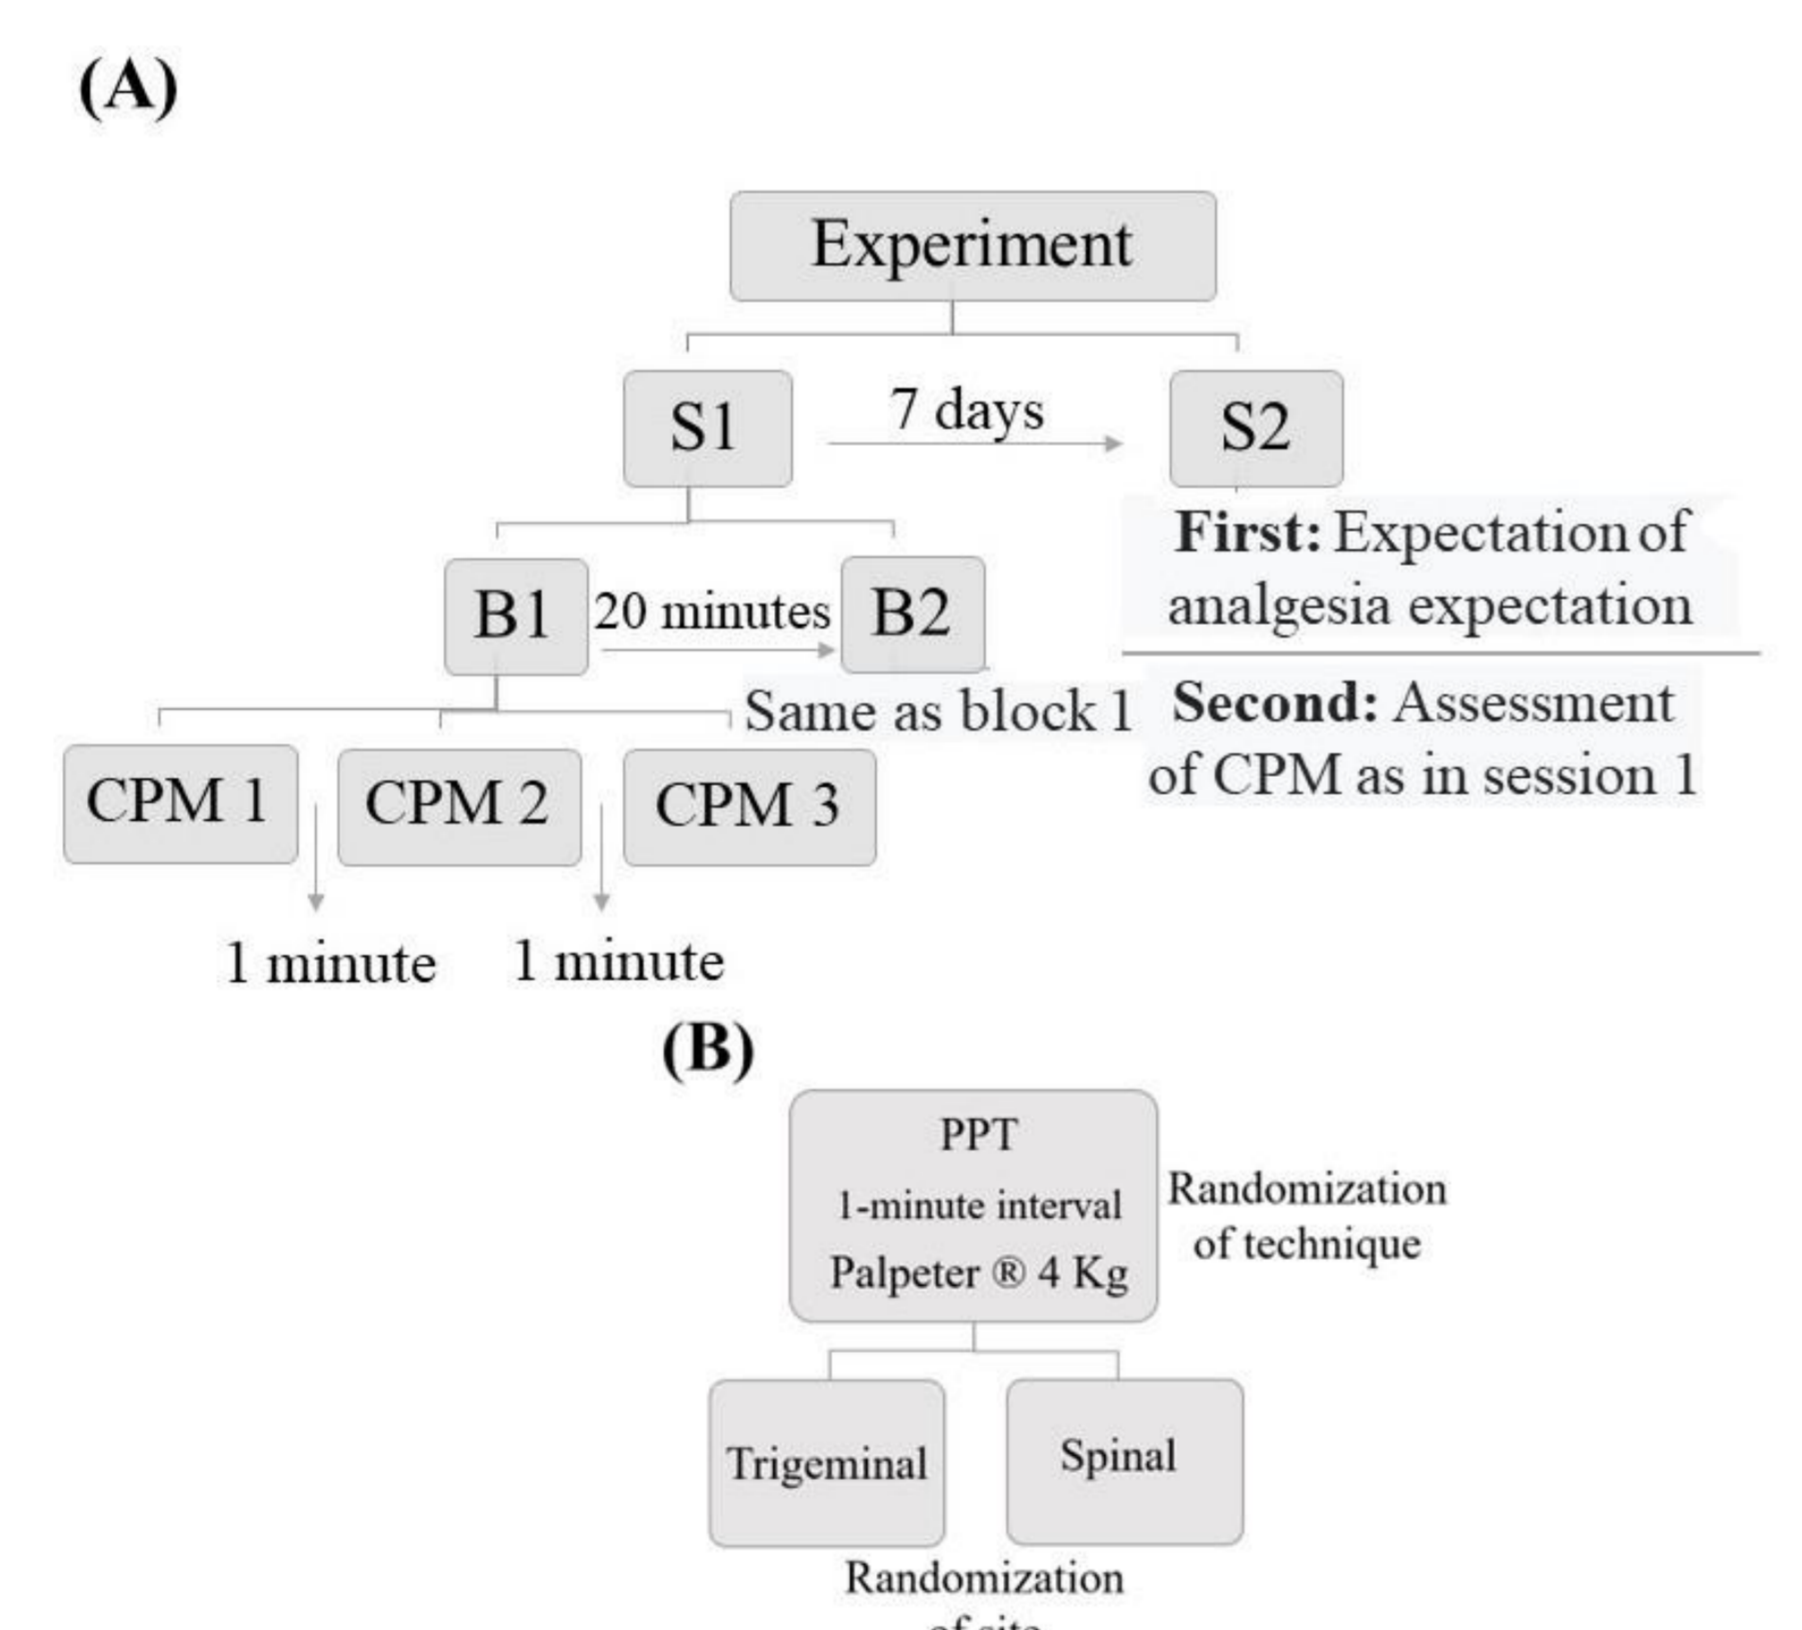 (A)
Experiment
S1
7 days
S2
First: Expectation of
analgesia expectation
B1
20 minutes
B2
Same as block 1
Second: Assessment
of CPM as in session 1
CPM 1
CPM 2
CPM 3
1 minute
1 minute
(B)
PPT
1-minute interval
Palpeter ® 4 Kg
Randomization
of technique
Trigeminal
Spinal
Randomization
of site